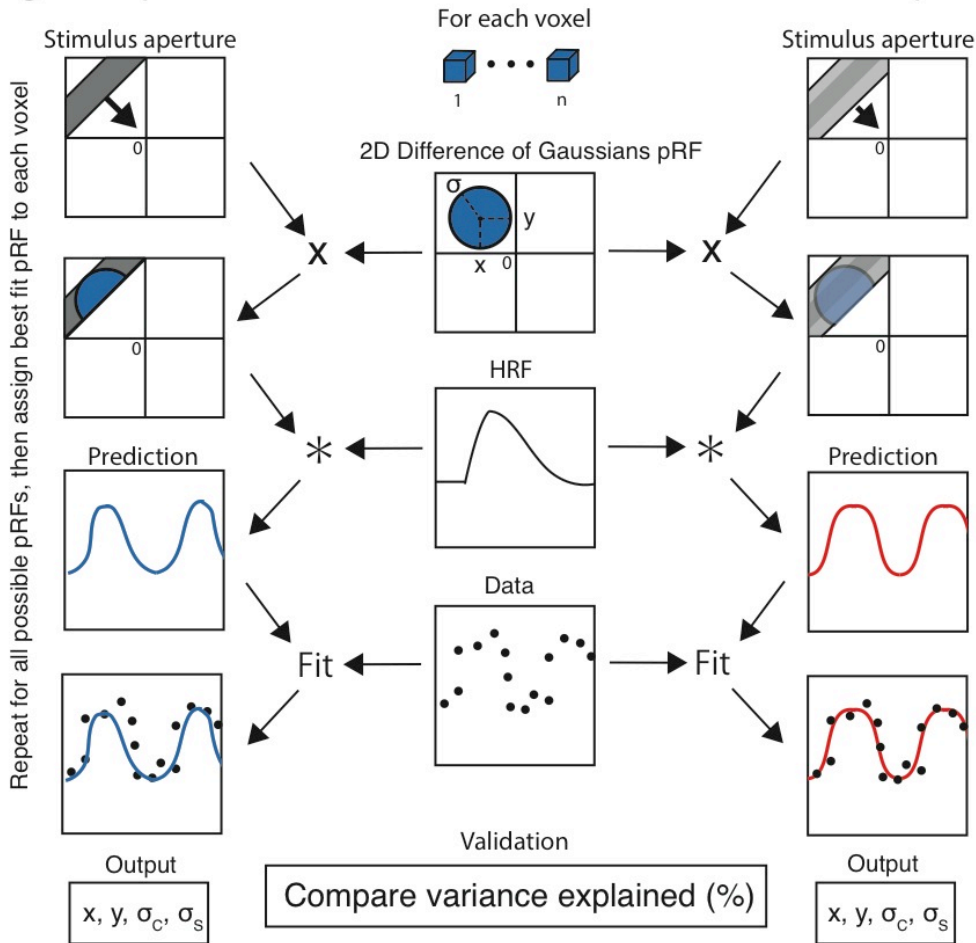 For each voxel
Stimulus aperture
Stimulus aperture
1 n
0
0
2D Difference of Gaussians pRF
σ
y
x 0
x
x
0
0
HRF
*
*
Prediction
Prediction
Data
Fit
Fit
Validation
Output
Output
Compare variance explained (%)
x, y, σC, σS
x, y, σC, σS
Repeat for all possible pRFs, then assign best fit pRF to each voxel